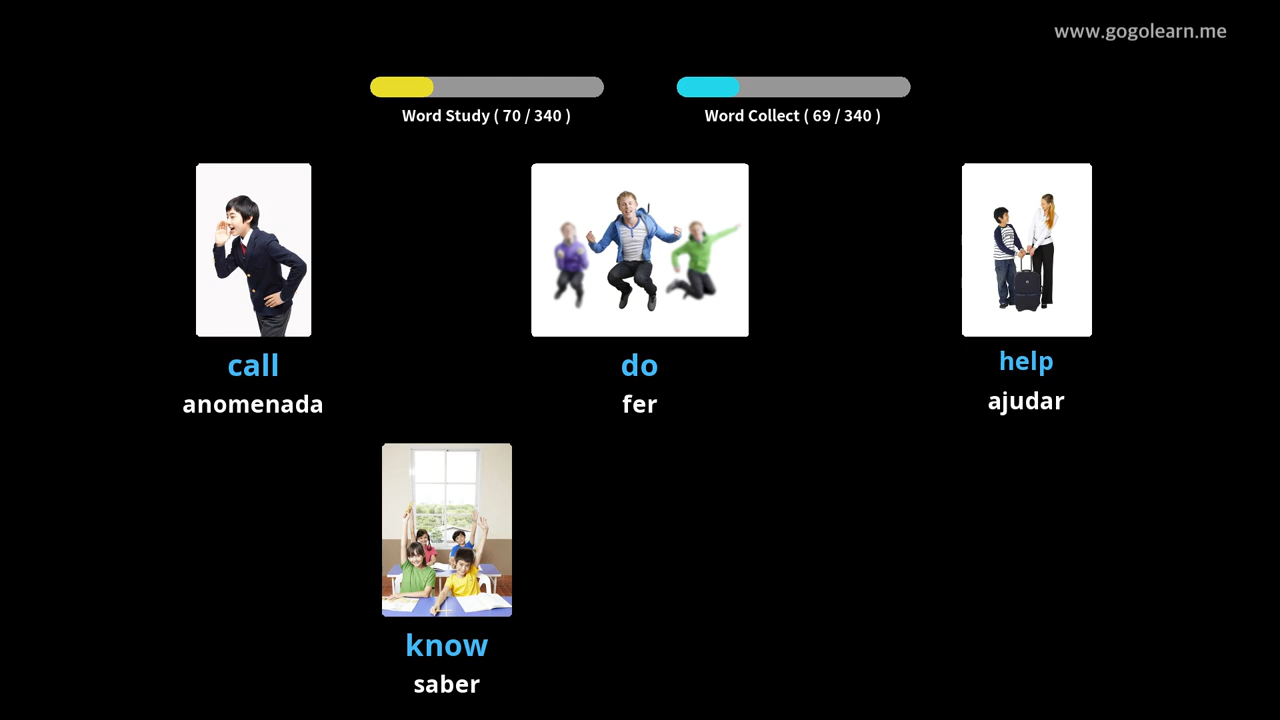 www.gogolearn.me
Word Study ( 70 / 340 )
Word Collect ( 69 / 340 )
call
anomenada
do
fer
help
ajudar
know
saber